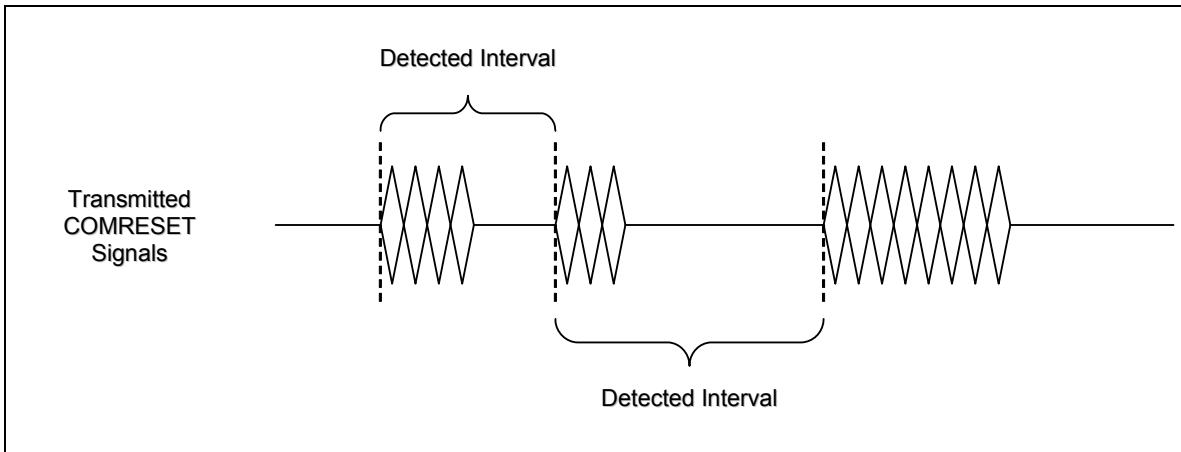 Detected Interval
Transmitted
COMRESET
Signals
Detected Interval